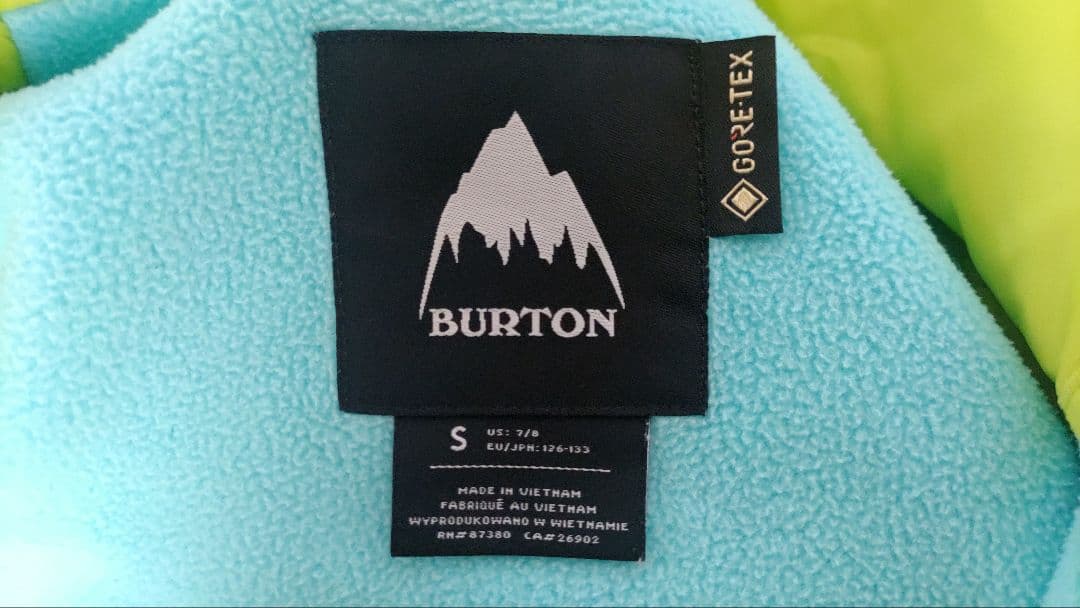 GORE-TEX
BURTON
S
US: 7/8
EU/JPN: 126-133
MADE IN VIETNAM
FABRIQUÉ AU VIETNAM
WYPRODUKOWANO W WIETNAMIE
RN#87380 CA#26902